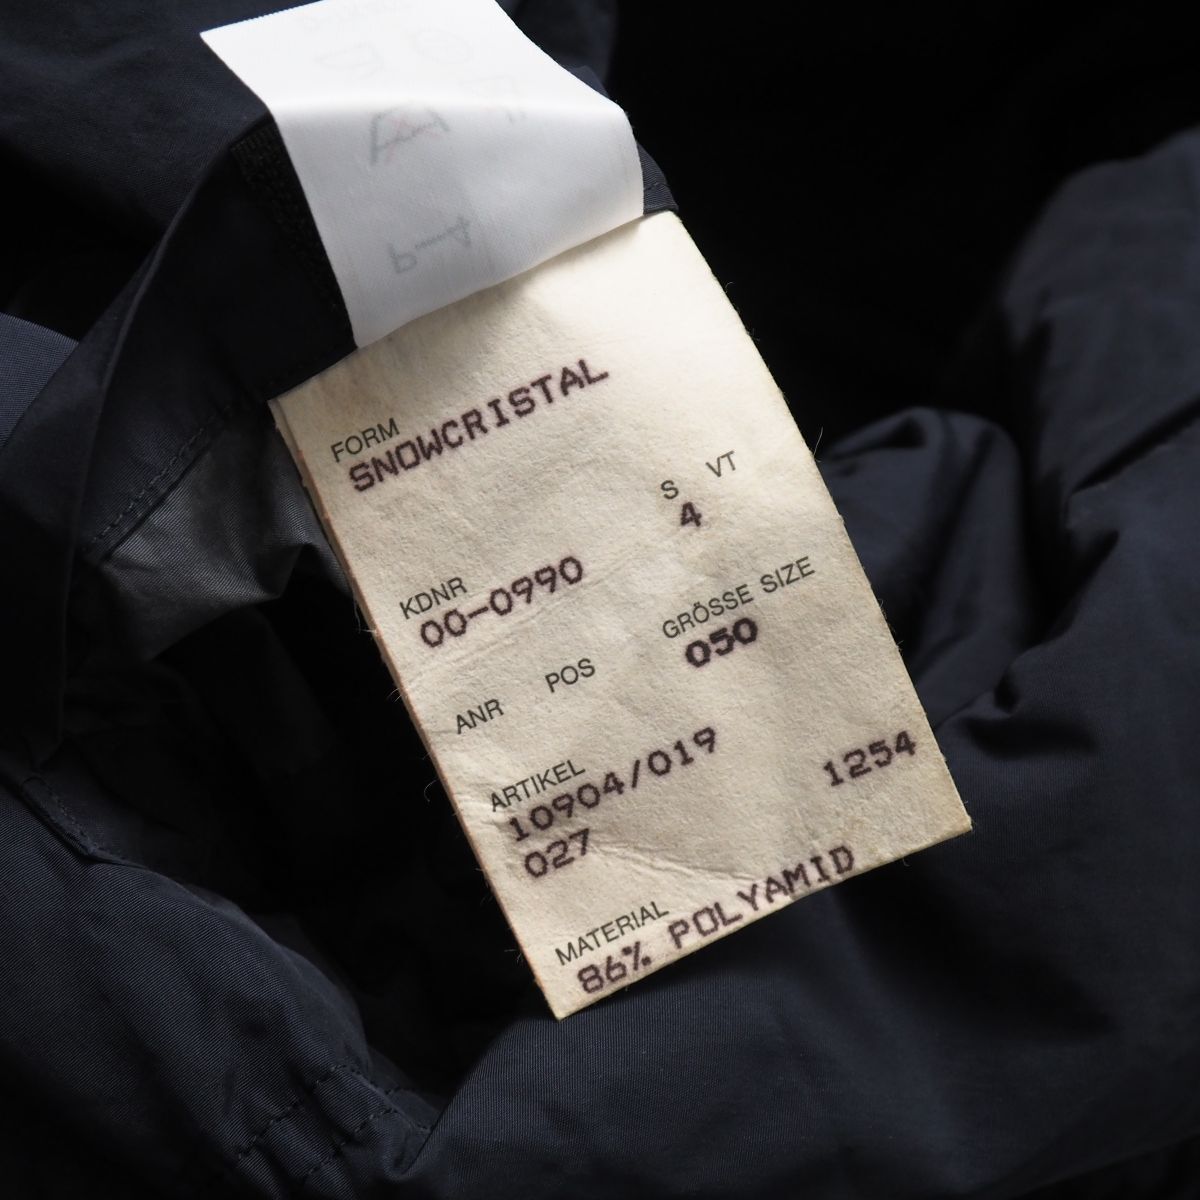 P-4
FORM
SNOWCRISTAL
S VT
4
KDNR
00-0990
GRÖSSE SIZE
050
ANR POS
ARTIKEL
10904/019 1254
027
MATERIAL
86% POLYAMID